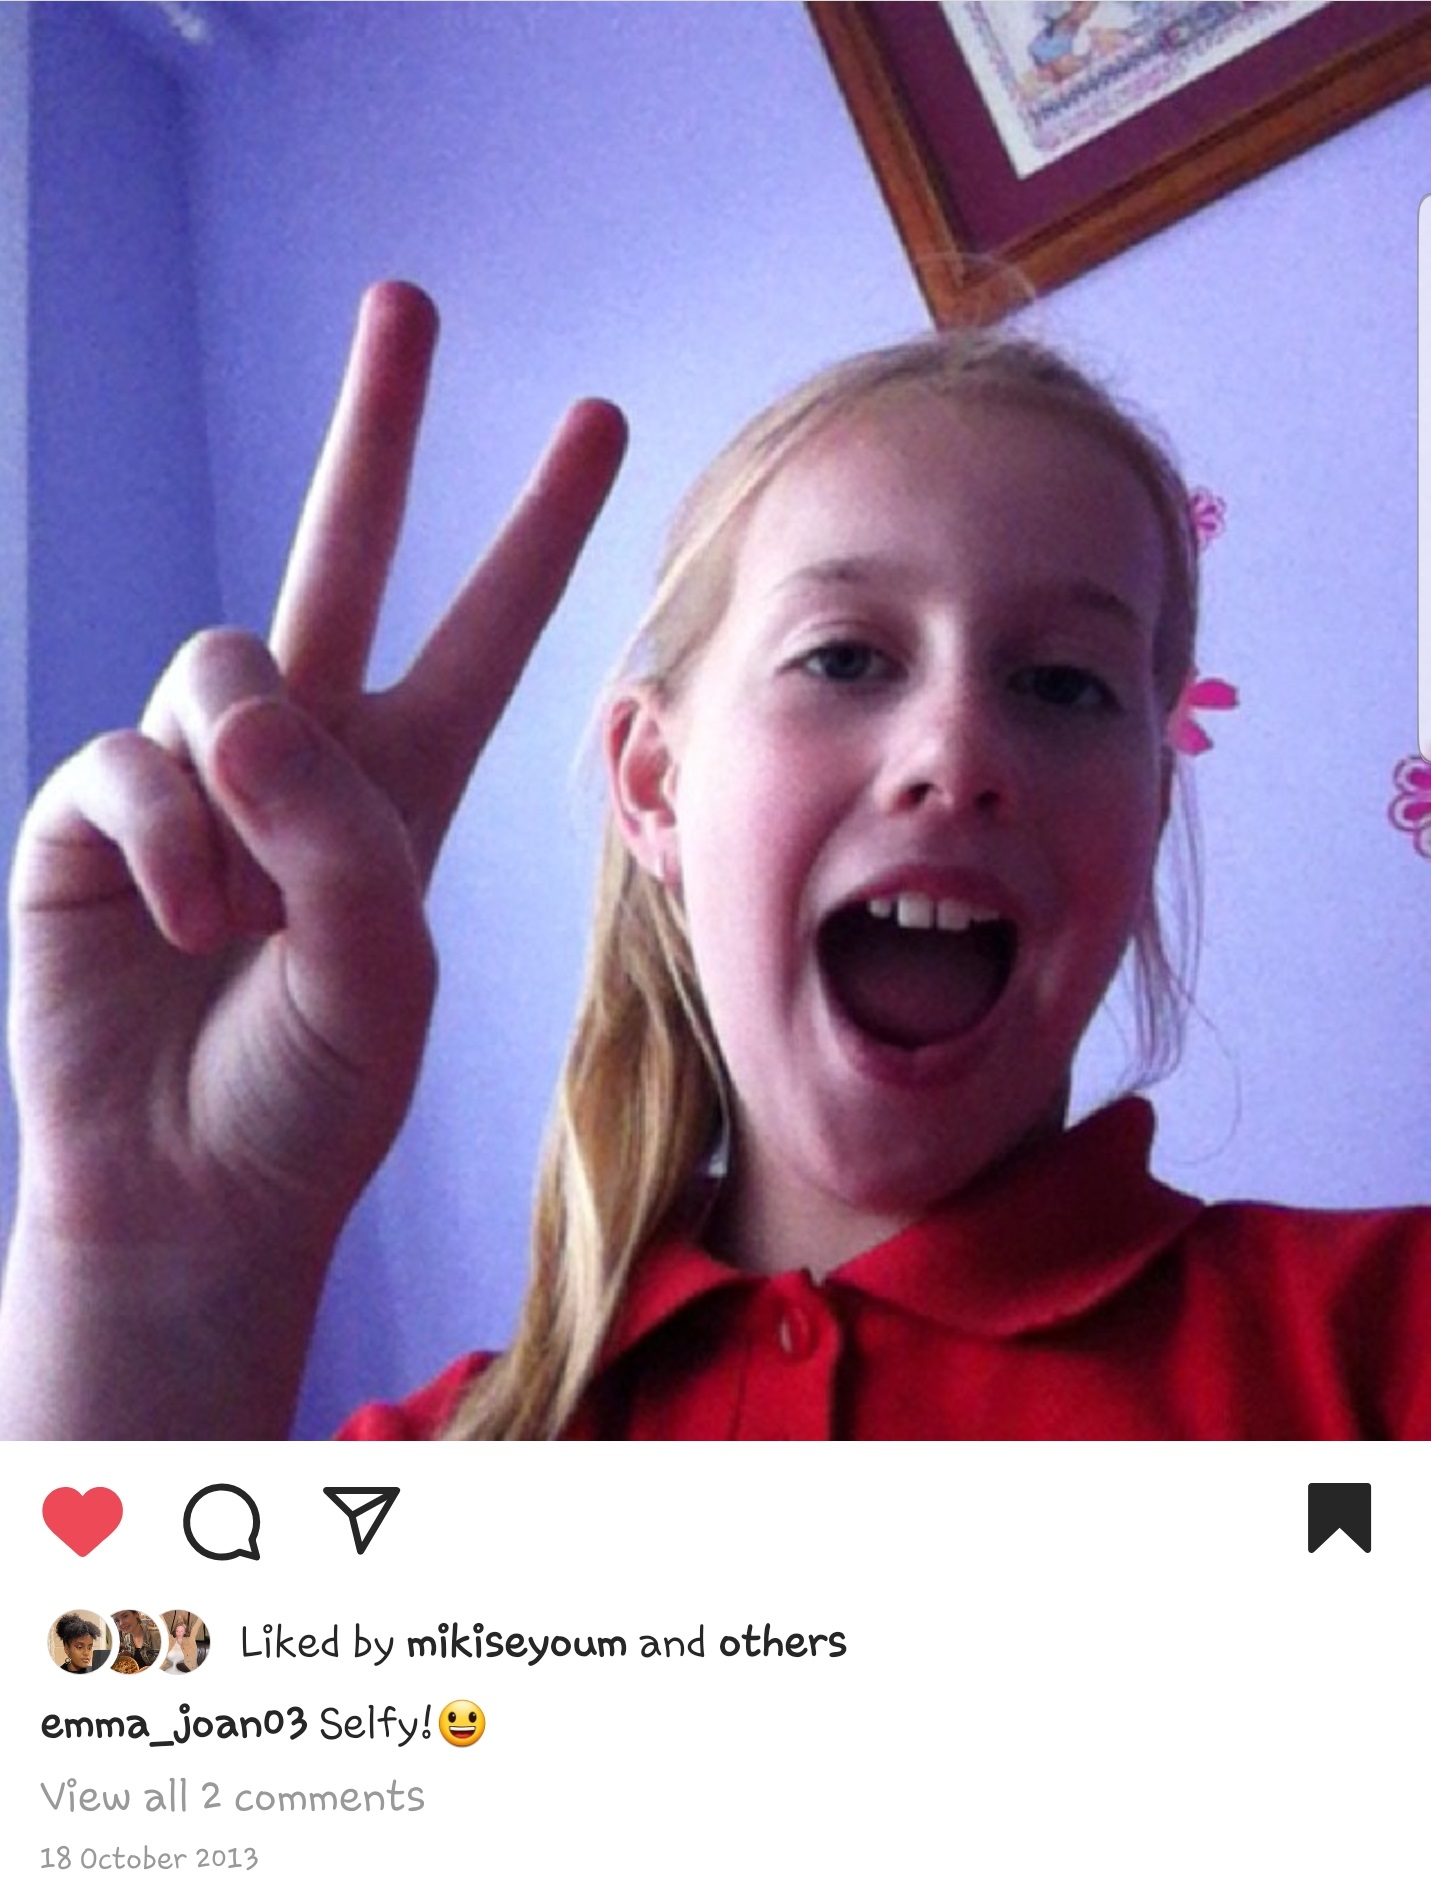 Liked by mikiseyoum and others
emma_joan03 Selfy!😃
View all 2 comments
18 October 2013